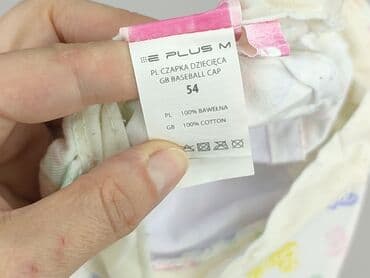 E PLUS M
PL CZAPKA DZIECIĘCA
GB BASEBALL CAP
54
PL 100% BAWEŁNA
GB 100% COTTON